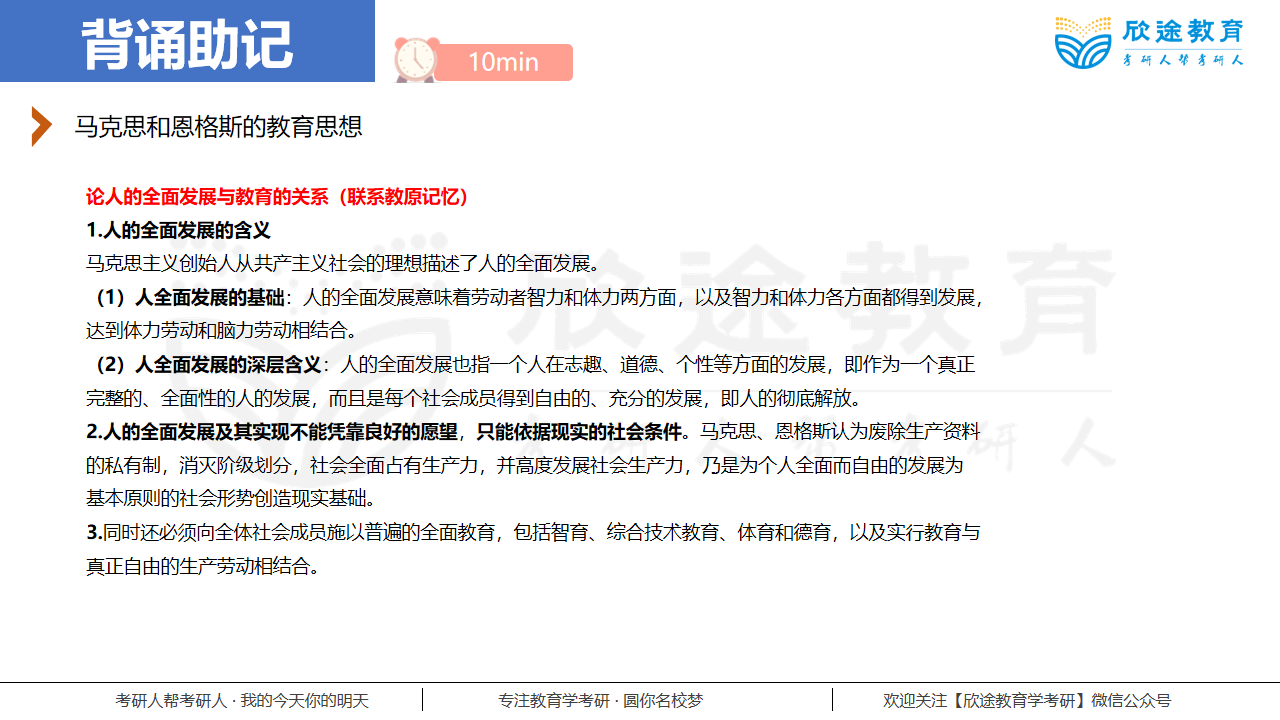 背诵助记
10min
欣途教育
考研人帮考研人
马克思和恩格斯的教育思想
论人的全面发展与教育的关系（联系教原记忆）
1.人的全面发展的含义
马克思主义创始人从共产主义社会的理想描述了人的全面发展。
（1）人全面发展的基础：人的全面发展意味着劳动者智力和体力两方面，以及智力和体力各方面都得到发展，
达到体力劳动和脑力劳动相结合。
（2）人全面发展的深层含义：人的全面发展也指一个人在志趣、道德、个性等方面的发展，即作为一个真正
完整的、全面性的人的发展，而且是每个社会成员得到自由的、充分的发展，即人的彻底解放。
2.人的全面发展及其实现不能凭靠良好的愿望，只能依据现实的社会条件。马克思、恩格斯认为废除生产资料
的私有制，消灭阶级划分，社会全面占有生产力，并高度发展社会生产力，乃是为个人全面而自由的发展为
基本原则的社会形势创造现实基础。
3.同时还必须向全体社会成员施以普遍的全面教育，包括智育、综合技术教育、体育和德育，以及实行教育与
真正自由的生产劳动相结合。
欣途教育
考研人帮考研人
考研人帮考研人 · 我的今天你的明天
专注教育学考研 · 圆你名校梦
欢迎关注【欣途教育学考研】微信公众号